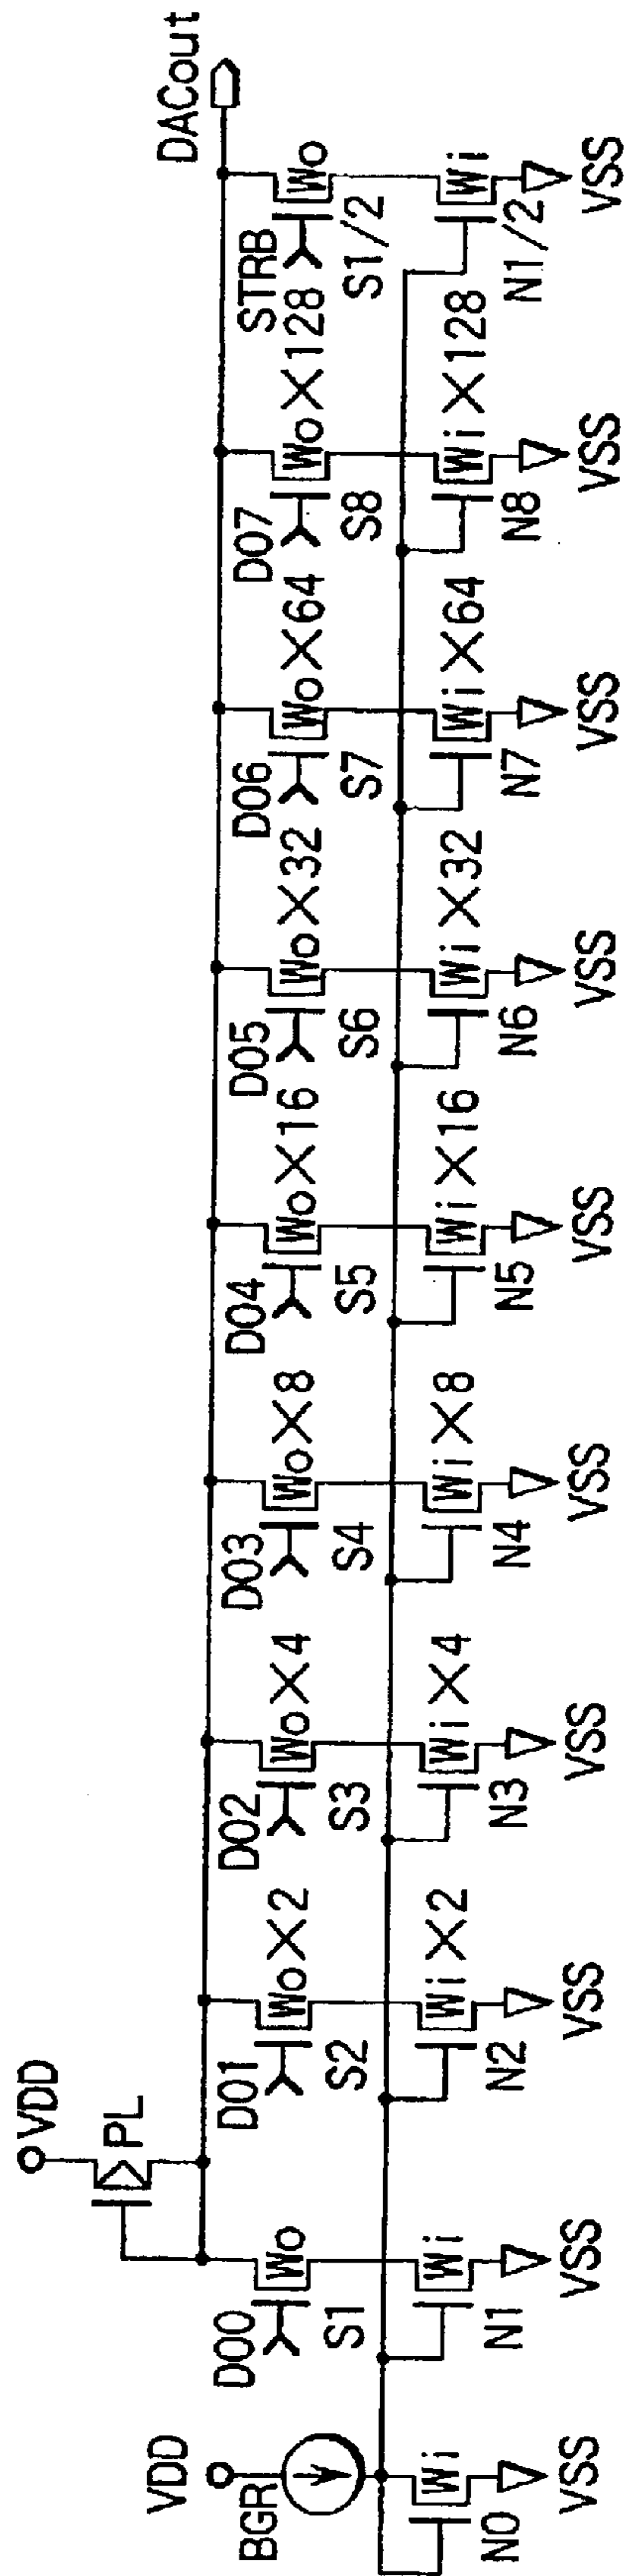 VDD
BGR
Wi
N0
VSS
VDD
PL
D00
Wo
S1
Wi
N1
VSS
D01
Wo×2
S2
Wi×2
N2
VSS
D02
Wo×4
S3
Wi×4
N3
VSS
D03
Wo×8
S4
Wi×8
N4
VSS
D04
Wo×16
S5
Wi×16
N5
VSS
D05
Wo×32
S6
Wi×32
N6
VSS
D06
Wo×64
S7
Wi×64
N7
VSS
D07
Wo×128
S8
Wi×128
N8
VSS
DACout
STRB
Wo
S1/2
Wi
N1/2
VSS